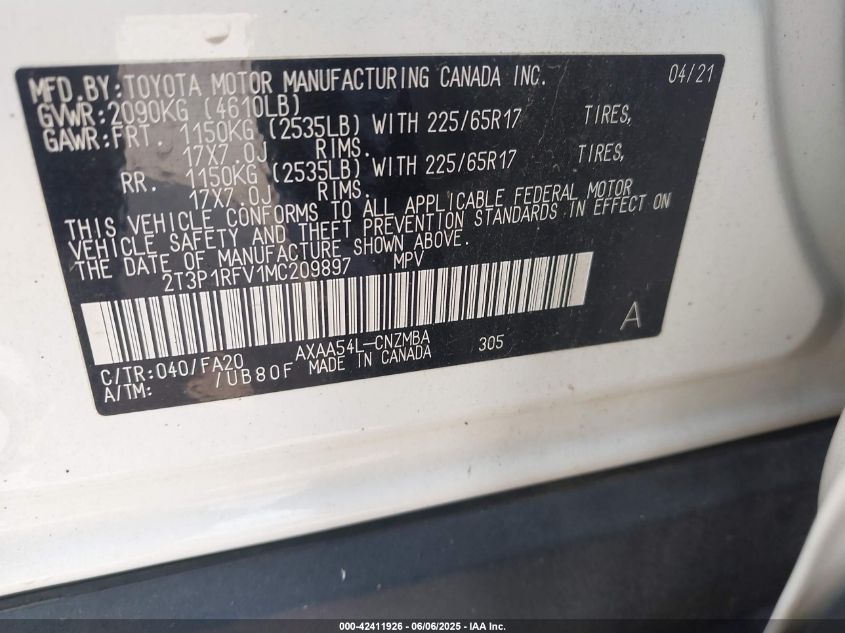 MFD.BY:TOYOTA MOTOR MANUFACTURING CANADA INC. 04/21
GVWR:2090KG (4610LB)
GAWR:FRT. 1150KG (2535LB) WITH 225/65R17 TIRES,
17X7.0J RIMS.
RR. 1150KG (2535LB) WITH 225/65R17 TIRES,
17X7.0J RIMS.
THIS VEHICLE CONFORMS TO ALL APPLICABLE FEDERAL MOTOR
VEHICLE SAFETY AND THEFT PREVENTION STANDARDS IN EFFECT ON
THE DATE OF MANUFACTURE SHOWN ABOVE.
2T3P1RFV1MC209897 MPV
A
C/TR:040/FA20 AXAA54L-CNZMBA 305
A/TM: /UB80F MADE IN CANADA
000-42411926 - 06/06/2025 - IAA Inc.